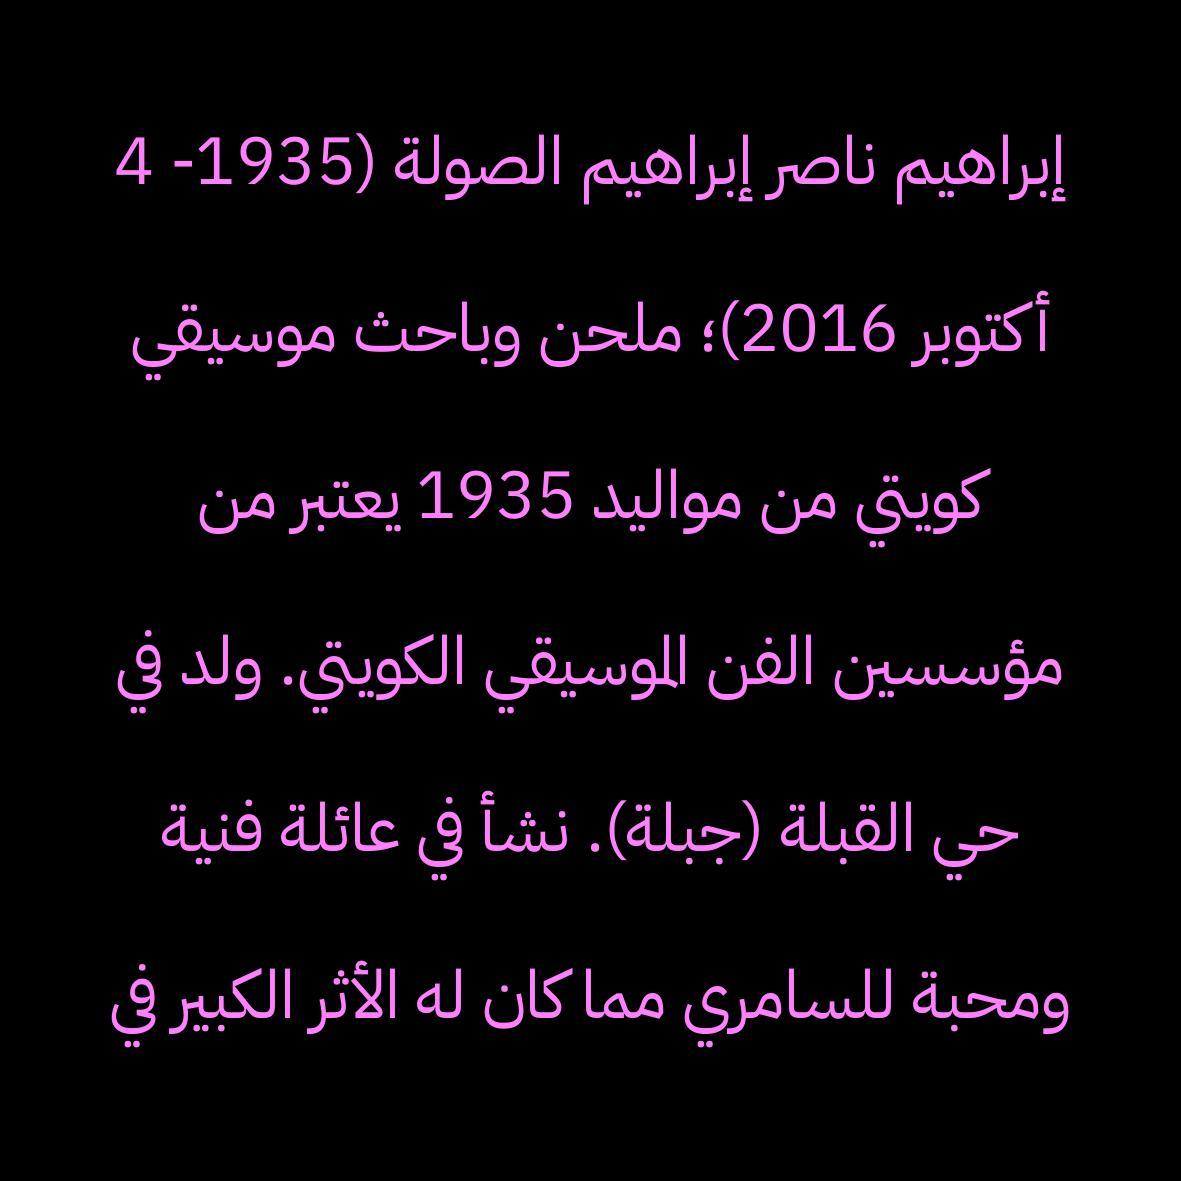 إبراهيم ناصر إبراهيم الصولة (1935- 4
أكتوبر 2016)؛ ملحن وباحث موسيقي
كويتي من مواليد 1935 يعتبر من
مؤسسين الفن الموسيقي الكويتي. ولد في
حي القبلة (جبلة). نشأ في عائلة فنية
ومحبة للسامري مما كان له الأثر الكبير في